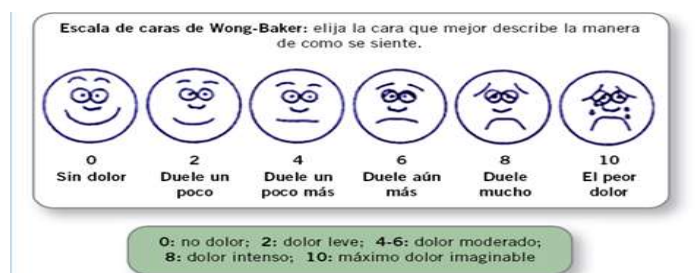 Escala de caras de Wong-Baker: elija la cara que mejor describe la manera
de como se siente.
0 2 4 6 8 10
Sin dolor Duele un Duele un Duele aún Duele El peor
poco poco más más mucho dolor
0: no dolor; 2: dolor leve; 4-6: dolor moderado;
8: dolor intenso; 10: máximo dolor imaginable